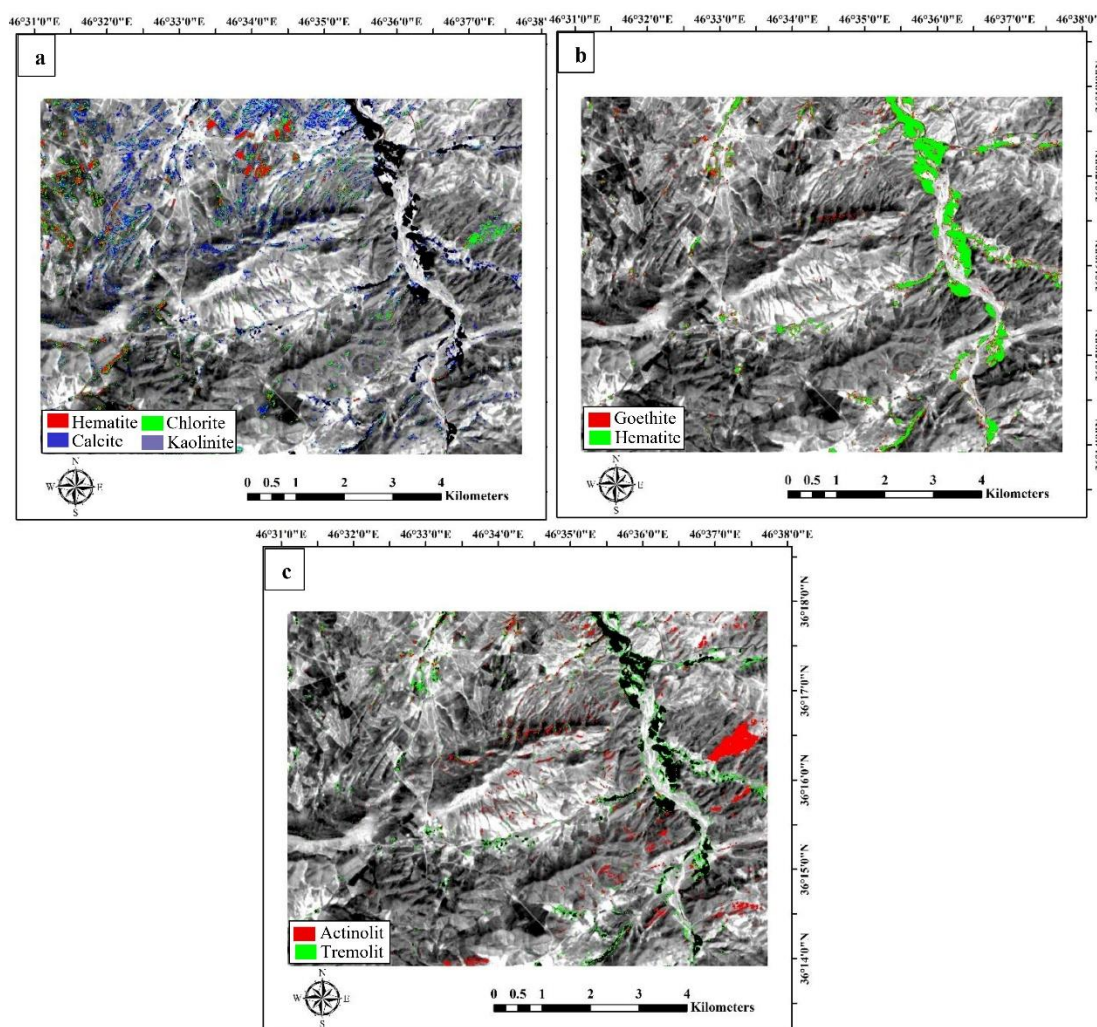 46°31'0"E 46°32'0"E 46°33'0"E 46°34'0"E 46°35'0"E 46°36'0"E 46°37'0"E
a
Hematite Chlorite
Calcite Kaolinite
N
W E
S
0 0.5 1 2 3 4
Kilometers
46°31'0"E 46°32'0"E 46°33'0"E 46°34'0"E 46°35'0"E 46°36'0"E 46°37'0"E 46°38'0"E
b
Goethite
Hematite
N
W E
S
0 0.5 1 2 3 4
Kilometers
46°31'0"E 46°32'0"E 46°33'0"E 46°34'0"E 46°35'0"E 46°36'0"E 46°37'0"E 46°38'0"E
c
36°18'0"N
36°17'0"N
36°16'0"N
36°15'0"N
36°14'0"N
Actinolit
Tremolit
N
W E
S
0 0.5 1 2 3 4
Kilometers